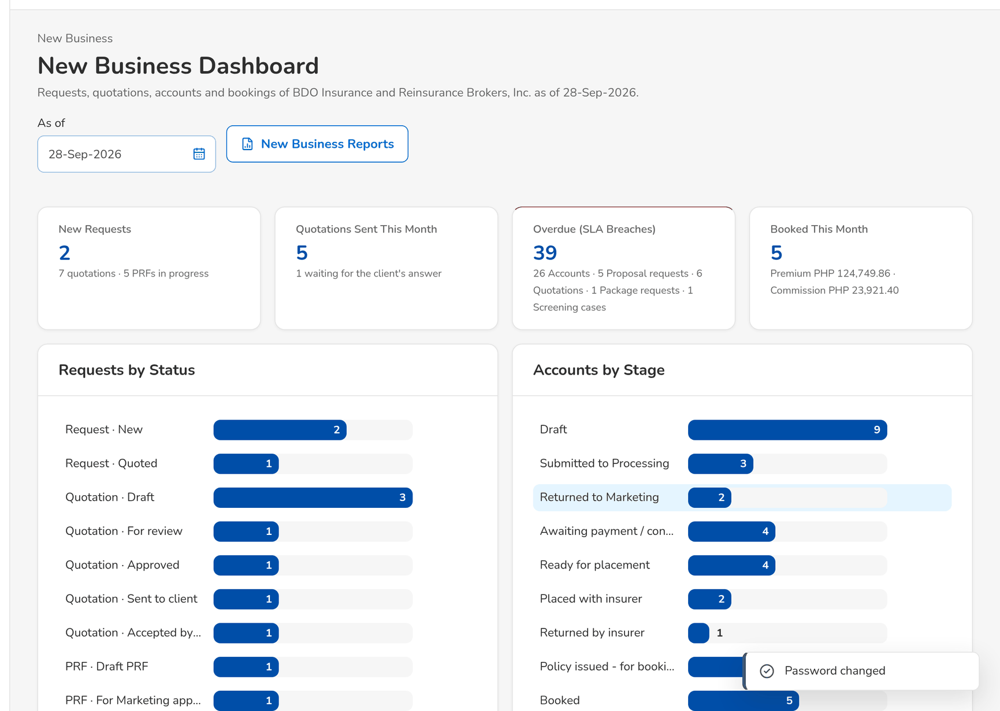 New Business
New Business Dashboard
Requests, quotations, accounts and bookings of BDO Insurance and Reinsurance Brokers, Inc. as of 28-Sep-2026.
As of
28-Sep-2026
New Business Reports
New Requests
2
7 quotations · 5 PRFs in progress
Quotations Sent This Month
5
1 waiting for the client's answer
Overdue (SLA Breaches)
39
26 Accounts · 5 Proposal requests · 6
Quotations · 1 Package requests · 1
Screening cases
Booked This Month
5
Premium PHP 124,749.86 ·
Commission PHP 23,921.40
Requests by Status
Request · New 2
Request · Quoted 1
Quotation · Draft 3
Quotation · For review 1
Quotation · Approved 1
Quotation · Sent to client 1
Quotation · Accepted by... 1
PRF · Draft PRF 1
PRF · For Marketing app... 1
Accounts by Stage
Draft 9
Submitted to Processing 3
Returned to Marketing 2
Awaiting payment / con... 4
Ready for placement 4
Placed with insurer 2
Returned by insurer 1
Policy issued - for booki...
Booked 5
Password changed